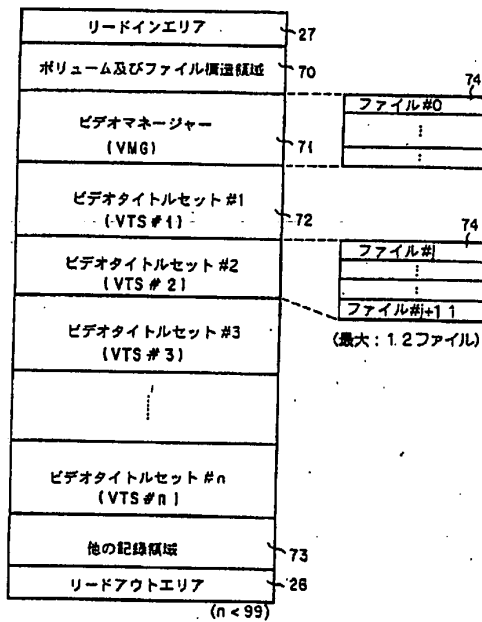 リードインエリア
27
ボリューム及びファイル構造領域
70
74
ファイル#0
ビデオマネージャー
(VMG)
71
ビデオタイトルセット#1
(VTS#1)
72
74
ファイル#j
ビデオタイトルセット#2
(VTS#2)
ファイル#j+11
(最大:1.2ファイル)
ビデオタイトルセット#3
(VTS#3)
ビデオタイトルセット#n
(VTS#n)
他の記録領域
73
リードアウトエリア
26
(n<99)